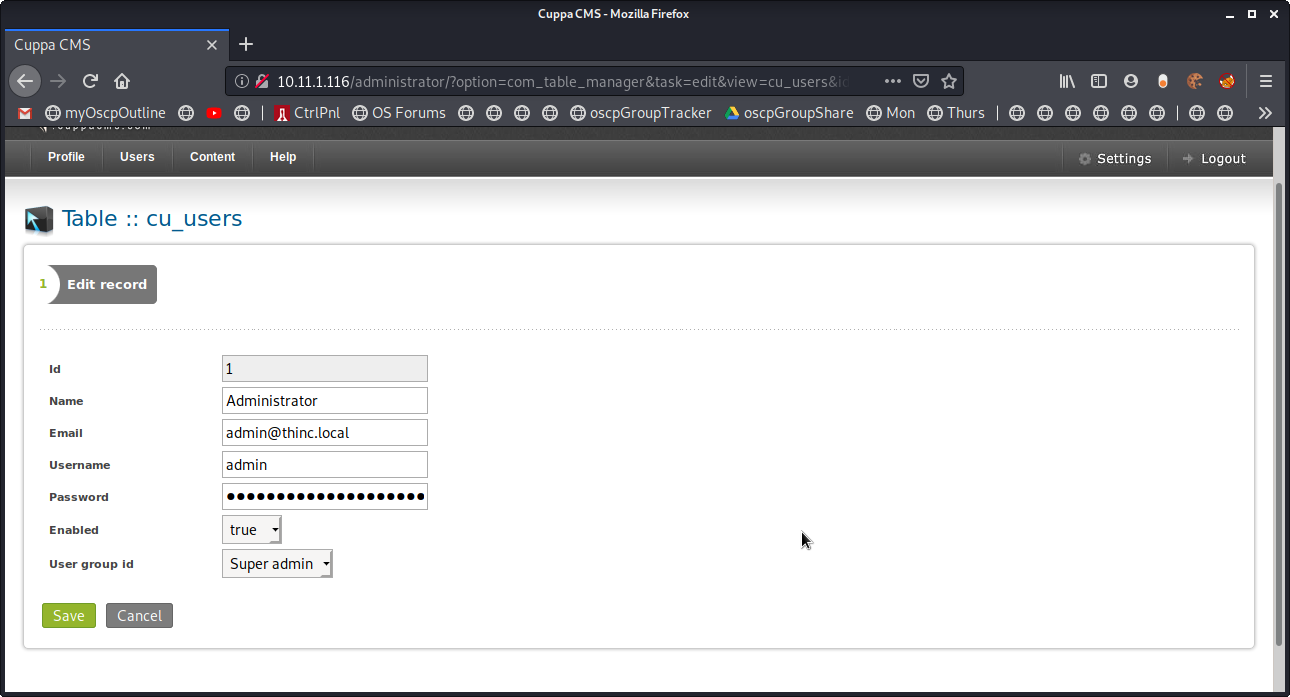 Cuppa CMS - Mozilla Firefox
Cuppa CMS
10.11.1.116/administrator/?option=com_table_manager&task=edit&view=cu_users&id
myOscpOutline CtrlPnl OS Forums oscpGroupTracker oscpGroupShare Mon Thurs
Profile Users Content Help Settings Logout
Table :: cu_users
1 Edit record
Id 1
Name Administrator
Email admin@thinc.local
Username admin
Password ●●●●●●●●●●●●●●●●●●●●
Enabled true
User group id Super admin
Save Cancel